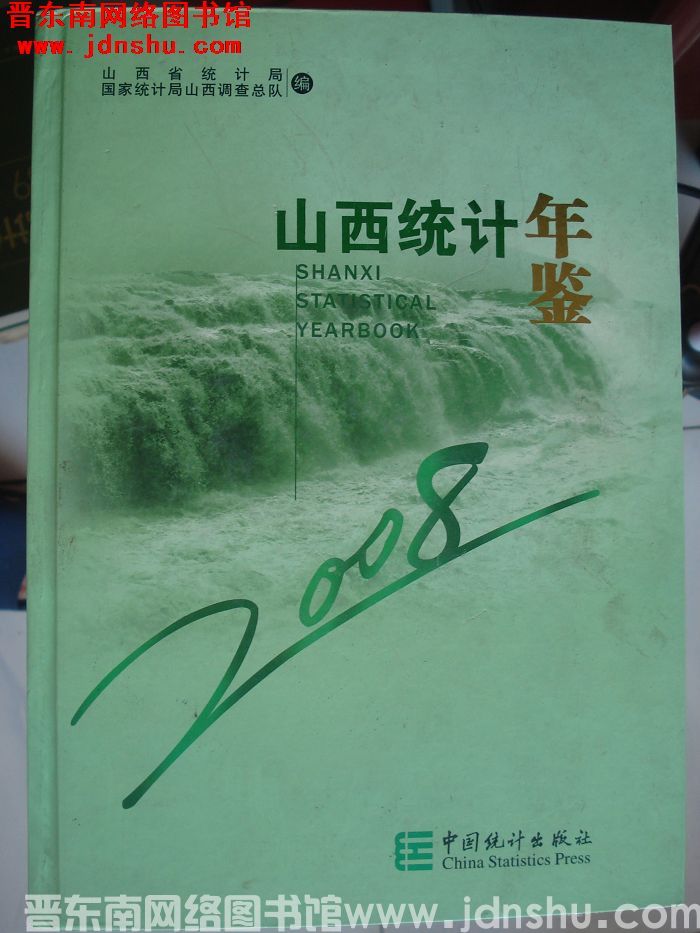 晋东南网络图书馆
www.jdnshu.com
山西省统计局
国家统计局山西调查总队
编
山西统计年鉴
SHANXI
STATISTICAL
YEARBOOK
2008
中国统计出版社
China Statistics Press
晋东南网络图书馆www.jdnshu.com